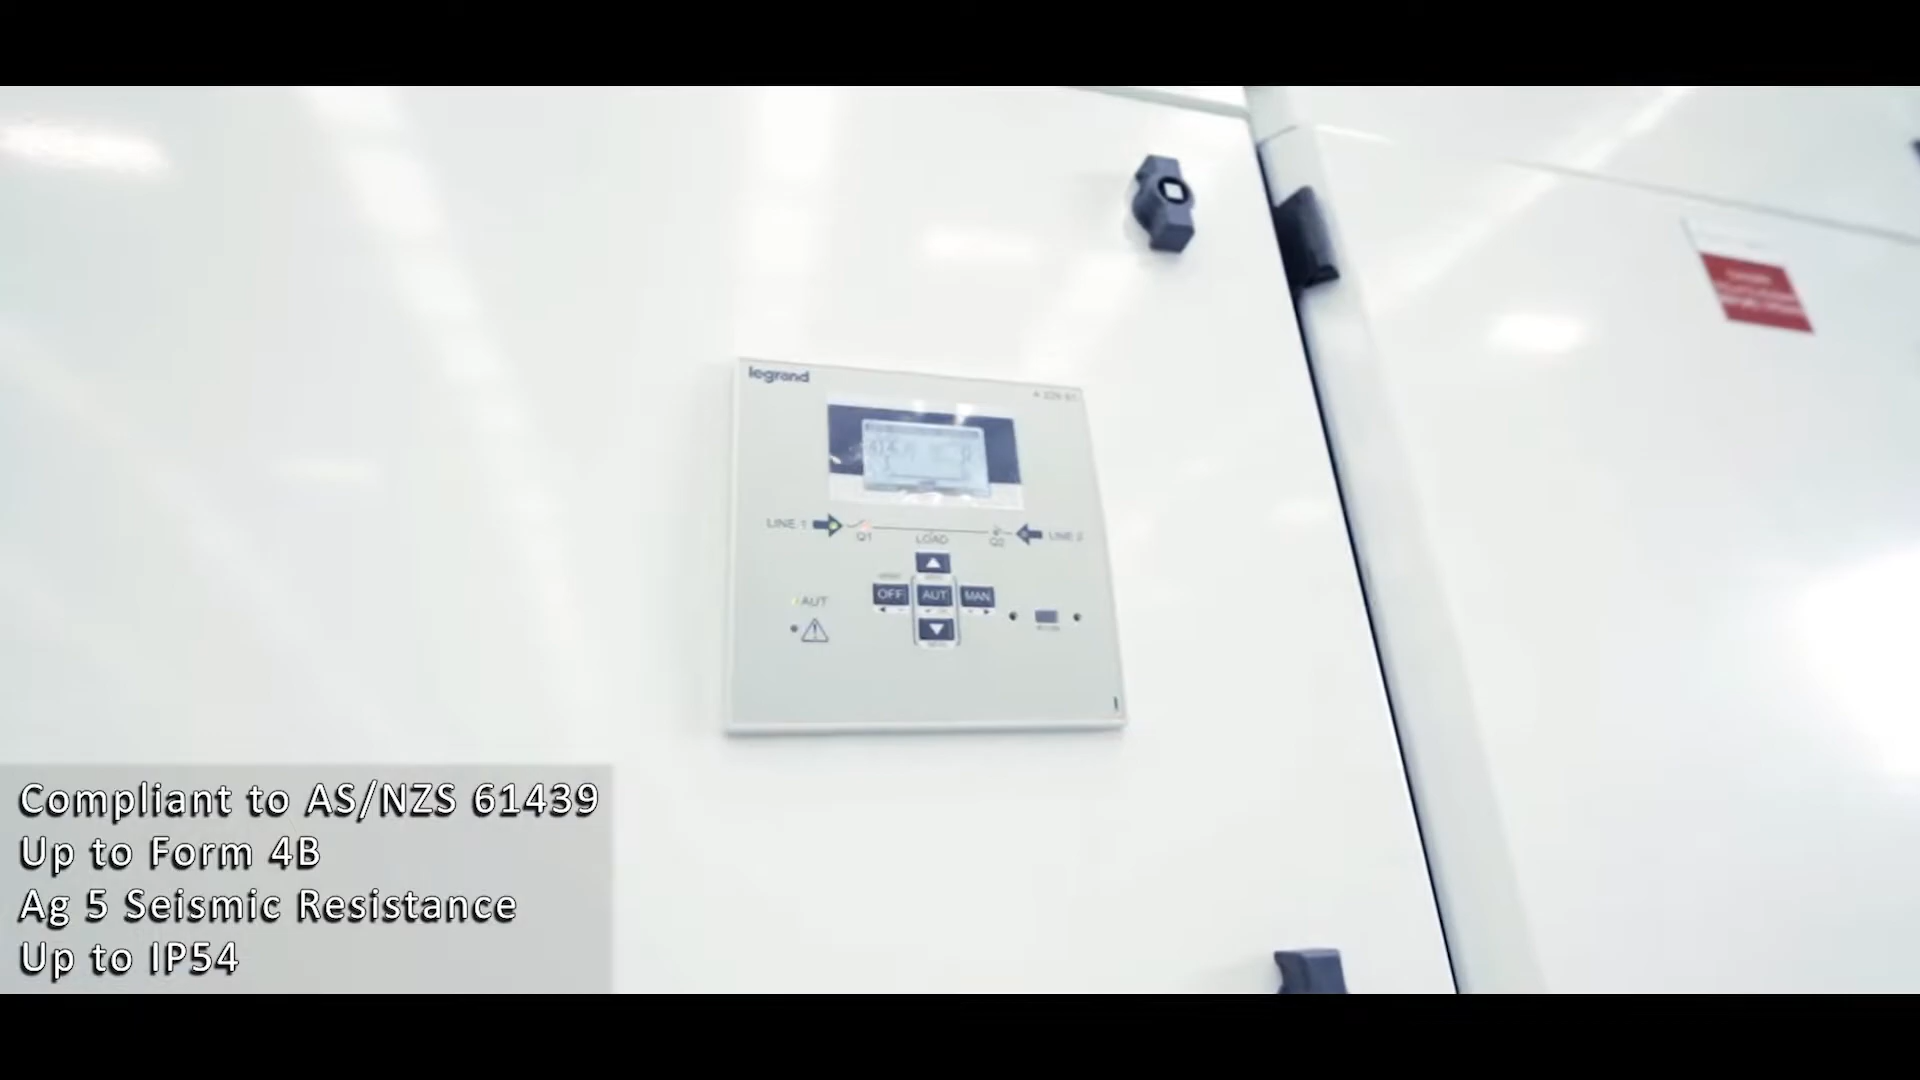 legrand
LINE 1
Q1
LOAD
Q2
LINE 2
OFF
AUT
MAN
AUT
Compliant to AS/NZS 61439
Up to Form 4B
Ag 5 Seismic Resistance
Up to IP54